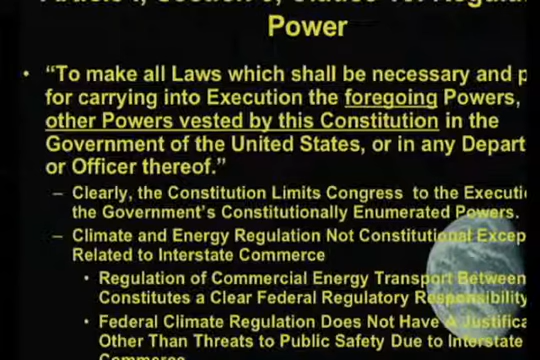 Power
• “To make all Laws which shall be necessary and
for carrying into Execution the foregoing Powers,
other Powers vested by this Constitution in the
Government of the United States, or in any
or Officer thereof.”
– Clearly, the Constitution Limits Congress to the
the Government's Constitutionally Enumerated Powers.
– Climate and Energy Regulation Not Constitutional
Related to Interstate Commerce
• Regulation of Commercial Energy Transport Between
Constitutes a Clear Federal Regulatory Responsibility
• Federal Climate Regulation Does Not Have A
Other Than Threats to Public Safety Due to Interstate